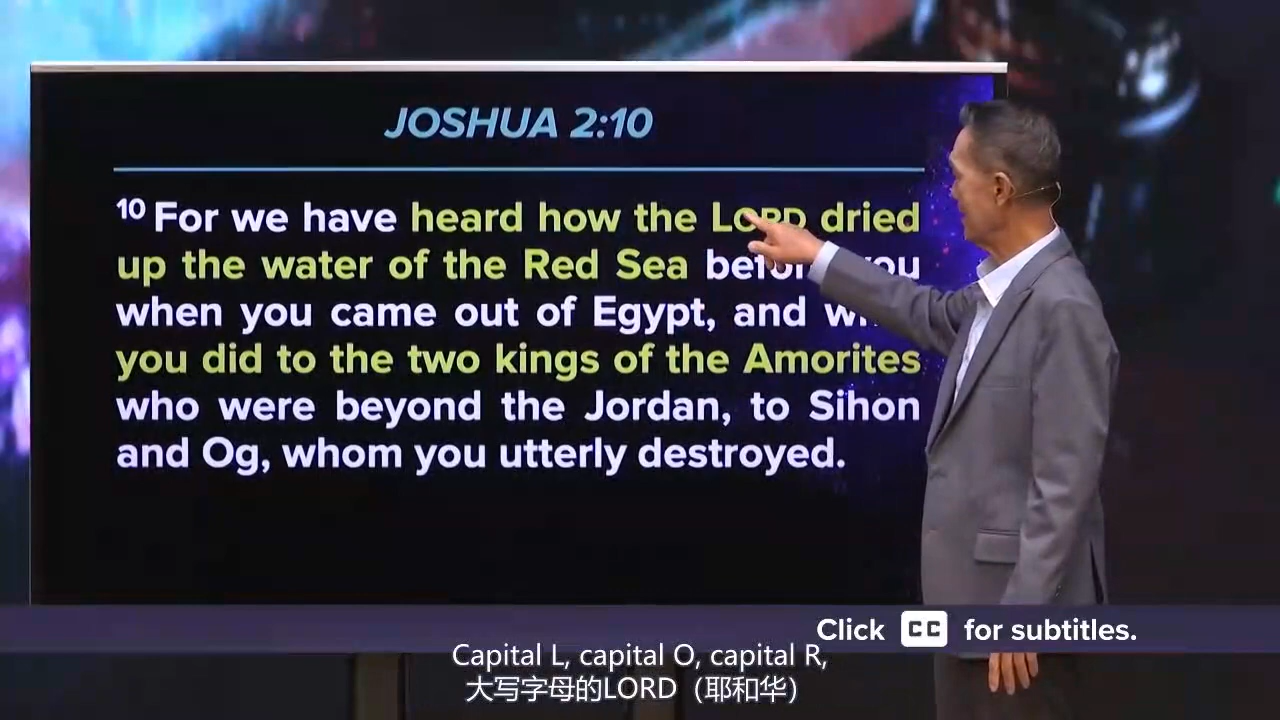 JOSHUA 2:10
10 For we have heard how the LORD dried
up the water of the Red Sea before you
when you came out of Egypt, and
you did to the two kings of the Amorites
who were beyond the Jordan, to Sihon
and Og, whom you utterly destroyed.
Click CC for subtitles.
Capital L, capital O, capital R,
大写字母的LORD（耶和华）